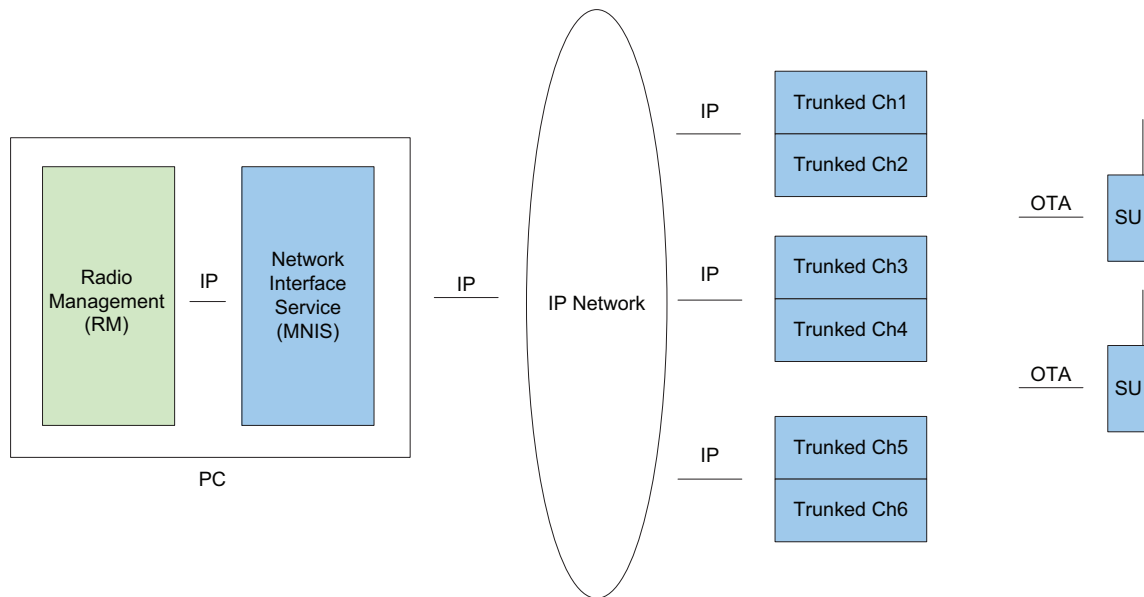 Radio
Management
(RM)
IP
Network
Interface
Service
(MNIS)
PC
IP
IP Network
IP
Trunked Ch1
Trunked Ch2
IP
Trunked Ch3
Trunked Ch4
IP
Trunked Ch5
Trunked Ch6
OTA
SU
OTA
SU